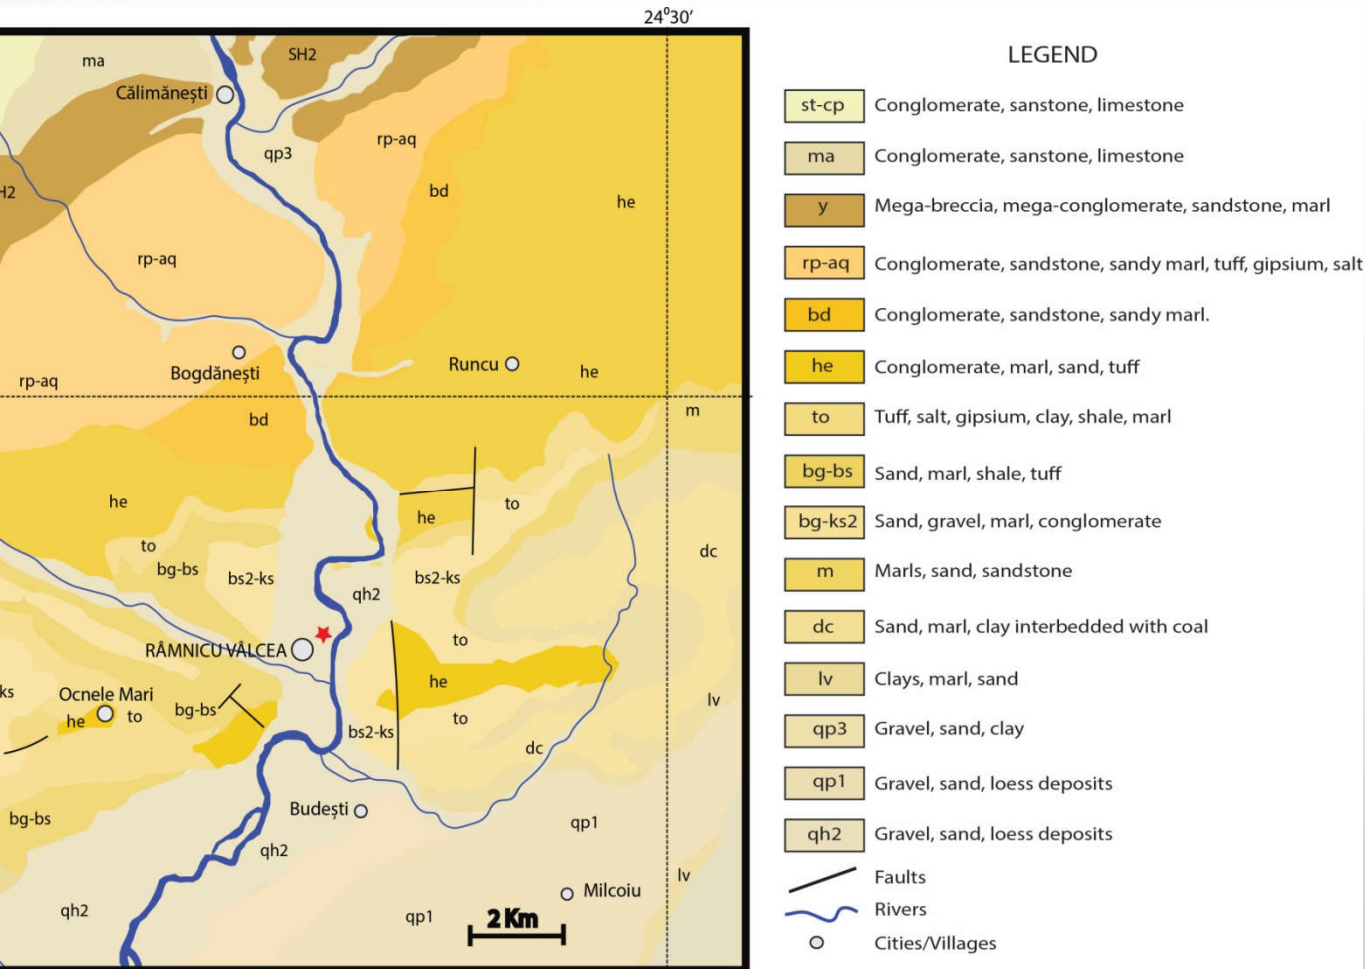 24⁰30′
ma
SH2
Călimănești
qp3
rp-aq
bd
he
H2
rp-aq
rp-aq
Bogdănești
Runcu
he
bd
m
he
he
to
to
bg-bs
bs2-ks
bs2-ks
dc
qh2
RÂMNICU VÂLCEA
to
he
ks
Ocnele Mari
he
to
bg-bs
bs2-ks
to
dc
lv
bg-bs
Budești
qh2
qp1
qh2
qp1
Milcoiu
lv
2 Km
LEGEND
st-cp Conglomerate, sanstone, limestone
ma Conglomerate, sanstone, limestone
y Mega-breccia, mega-conglomerate, sandstone, marl
rp-aq Conglomerate, sandstone, sandy marl, tuff, gipsium, salt
bd Conglomerate, sandstone, sandy marl.
he Conglomerate, marl, sand, tuff
to Tuff, salt, gipsium, clay, shale, marl
bg-bs Sand, marl, shale, tuff
bg-ks2 Sand, gravel, marl, conglomerate
m Marls, sand, sandstone
dc Sand, marl, clay interbedded with coal
lv Clays, marl, sand
qp3 Gravel, sand, clay
qp1 Gravel, sand, loess deposits
qh2 Gravel, sand, loess deposits
Faults
Rivers
Cities/Villages